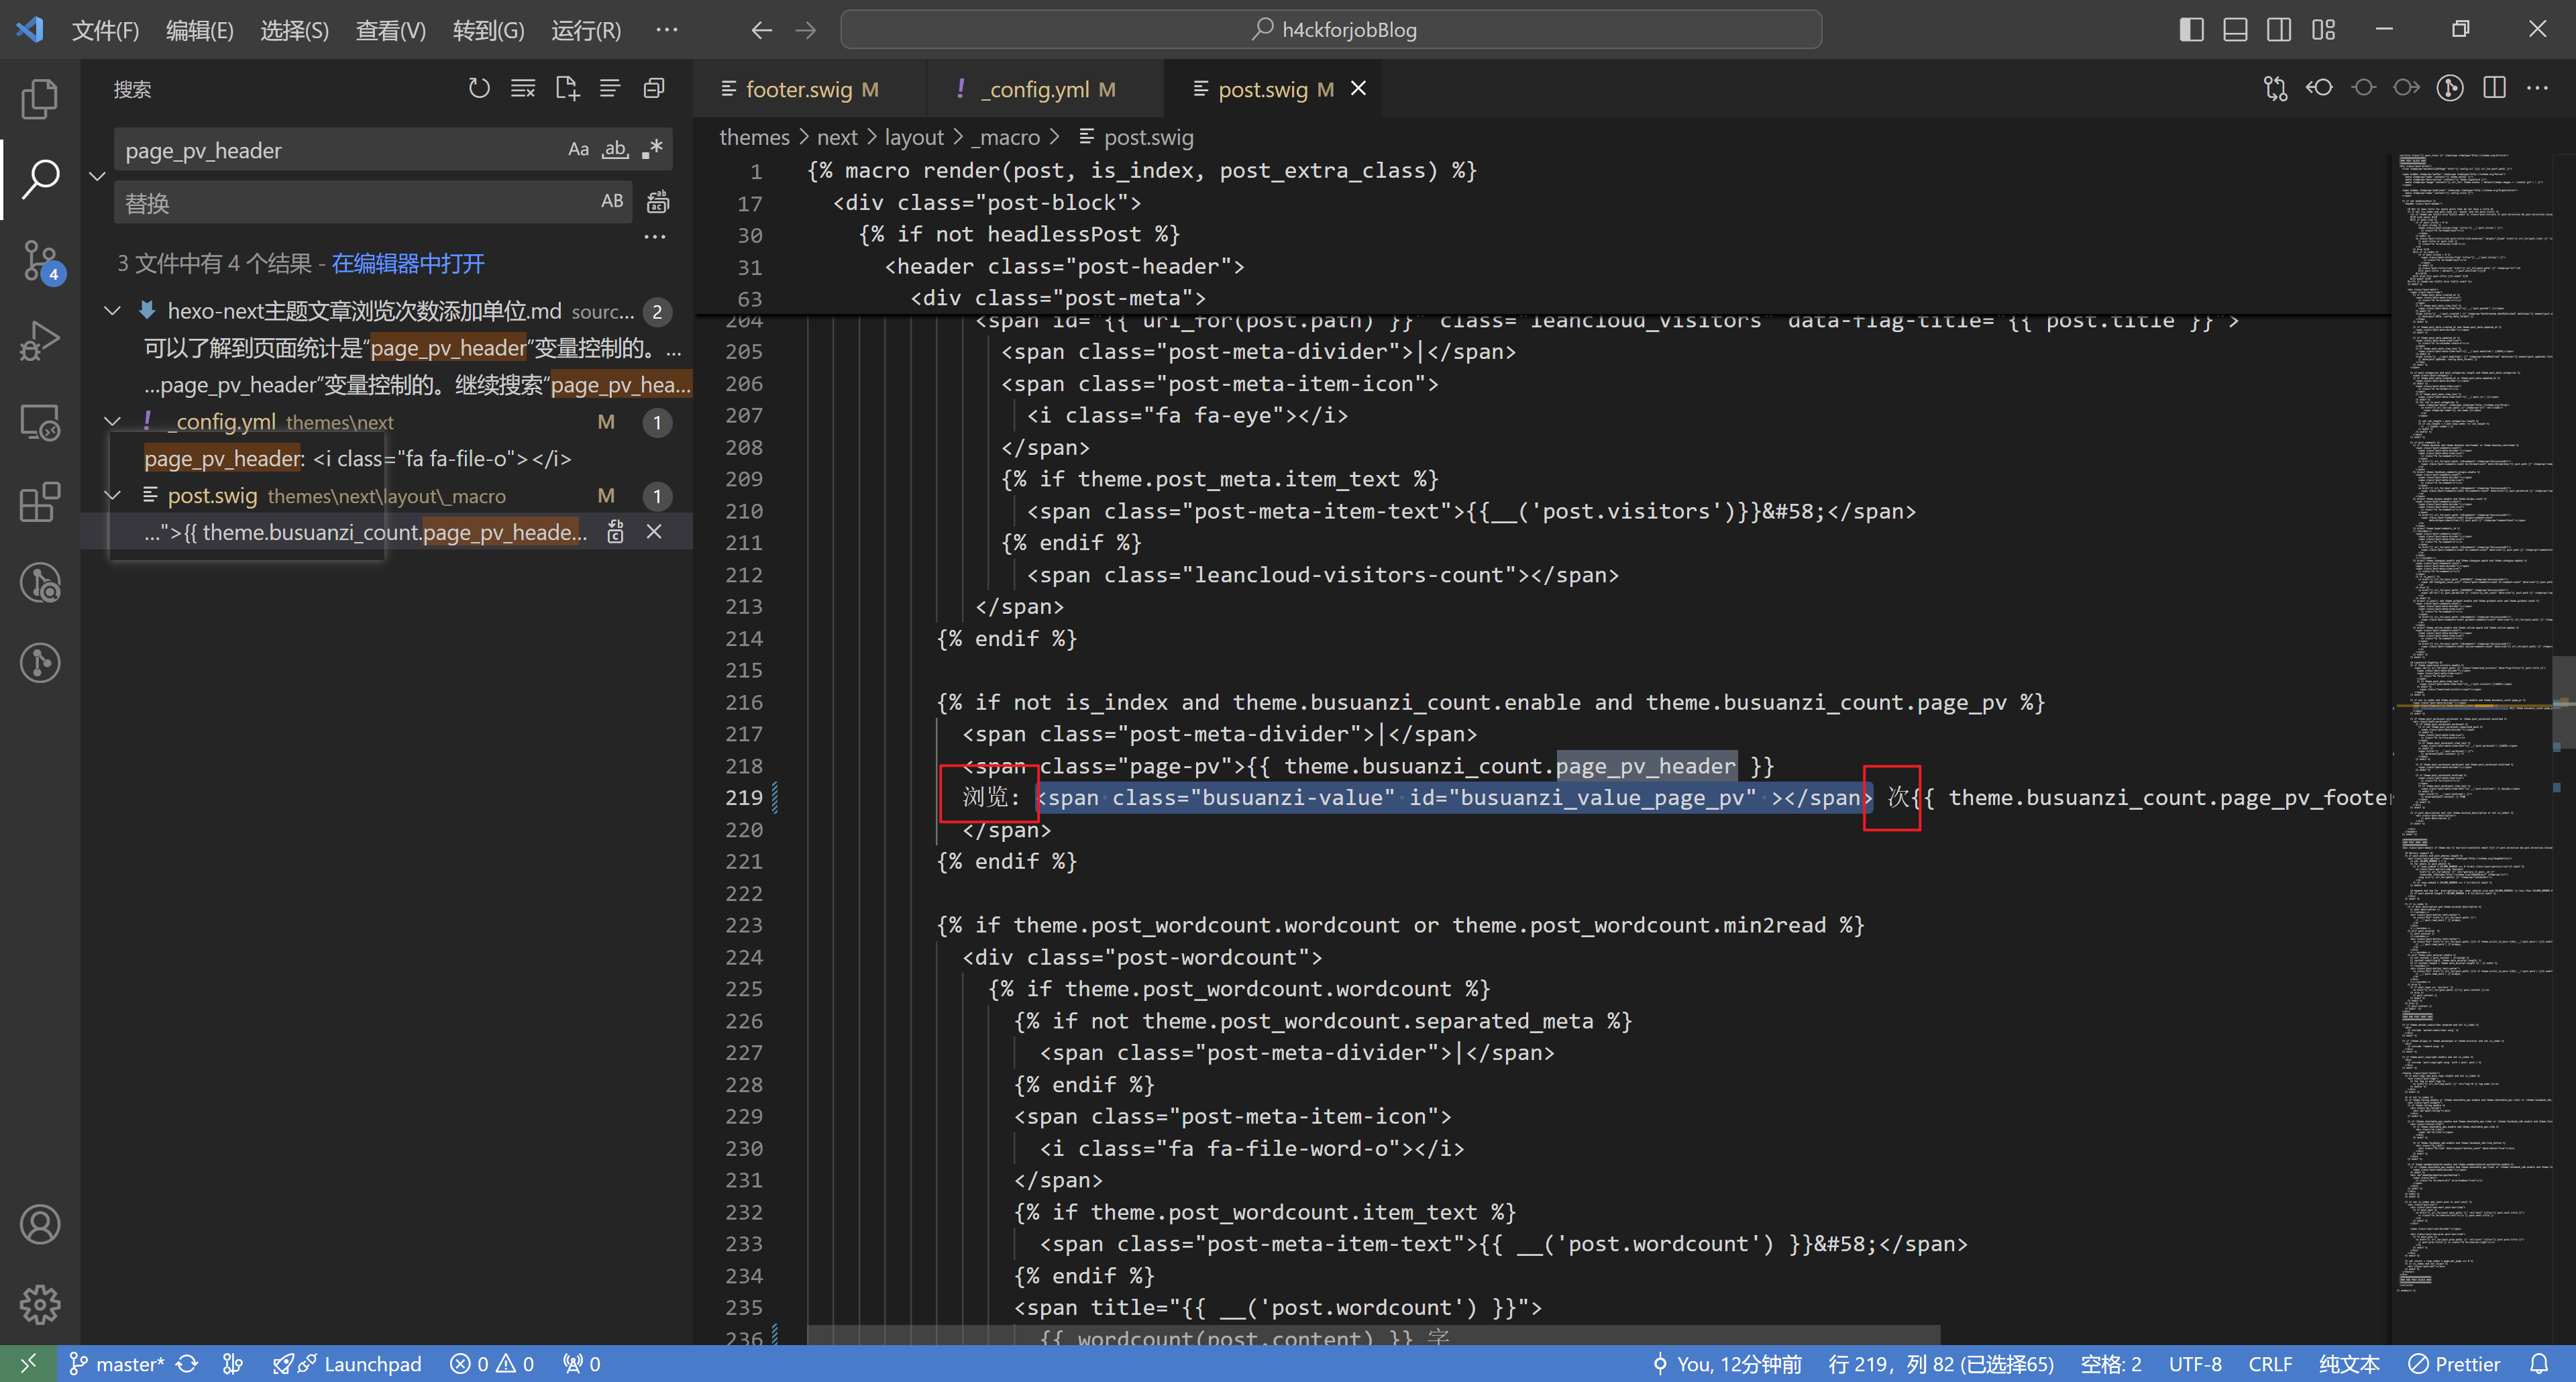 文件(F) 编辑(E) 选择(S) 查看(V) 转到(G) 运行(R) ··· h4ckforjobBlog
搜索
page_pv_header Aa ab .*
替换 AB
3 文件中有 4 个结果 - 在编辑器中打开
hexo-next主题文章浏览次数添加单位.md sourc... 2
可以了解到页面统计是“page_pv_header”变量控制的。...
...page_pv_header”变量控制的。继续搜索“page_pv_hea...
! _config.yml themes\next M 1
page_pv_header: <i class="fa fa-file-o"></i>
post.swig themes\next\layout\_macro M 1
...">{{ theme.busuanzi_count.page_pv_heade...
footer.swig M ! _config.yml M post.swig M
themes > next > layout > _macro > post.swig
1 {% macro render(post, is_index, post_extra_class) %}
17 <div class="post-block">
30 {% if not headlessPost %}
31 <header class="post-header">
63 <div class="post-meta">
204 <span id="{{ url_for(post.path) }}" class="leancloud_visitors" data-flag-title="{{ post.title }}">
205 <span class="post-meta-divider">|</span>
206 <span class="post-meta-item-icon">
207 <i class="fa fa-eye"></i>
208 </span>
209 {% if theme.post_meta.item_text %}
210 <span class="post-meta-item-text">{{__('post.visitors')}}&#58;</span>
211 {% endif %}
212 <span class="leancloud-visitors-count"></span>
213 </span>
214 {% endif %}
215
216 {% if not is_index and theme.busuanzi_count.enable and theme.busuanzi_count.page_pv %}
217 <span class="post-meta-divider">|</span>
218 <span class="page-pv">{{ theme.busuanzi_count.page_pv_header }}
219 浏览: <span class="busuanzi-value" id="busuanzi_value_page_pv" ></span> 次{{ theme.busuanzi_count.page_pv_footer
220 </span>
221 {% endif %}
222
223 {% if theme.post_wordcount.wordcount or theme.post_wordcount.min2read %}
224 <div class="post-wordcount">
225 {% if theme.post_wordcount.wordcount %}
226 {% if not theme.post_wordcount.separated_meta %}
227 <span class="post-meta-divider">|</span>
228 {% endif %}
229 <span class="post-meta-item-icon">
230 <i class="fa fa-file-word-o"></i>
231 </span>
232 {% if theme.post_wordcount.item_text %}
233 <span class="post-meta-item-text">{{ __('post.wordcount') }}&#58;</span>
234 {% endif %}
235 <span title="{{ __('post.wordcount') }}">
236 {{ wordcount(post.content) }} 字
4
master* Launchpad 0 0 0 You, 12分钟前 行 219，列 82 (已选择65) 空格: 2 UTF-8 CRLF 纯文本 Prettier